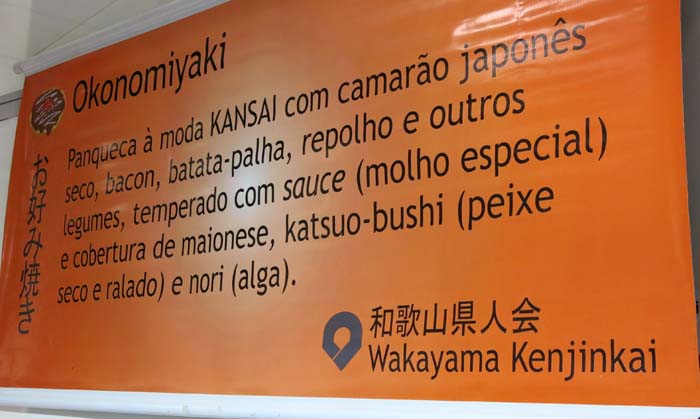 Okonomiyaki
お好み焼き
Panqueca à moda KANSAI com camarão japonês
seco, bacon, batata-palha, repolho e outros
legumes, temperado com sauce (molho especial)
e cobertura de maionese, katsuo-bushi (peixe
seco e ralado) e nori (alga).
和歌山県人会
Wakayama Kenjinkai